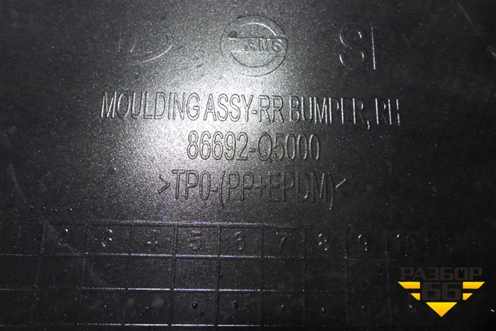 MOULDING ASSY-RR BUMPER, RH
86692-Q5000
>TPO-(PP+EPDM)<
1 2 3 4 5 6 7 8 9 10
РАЗБОР
66